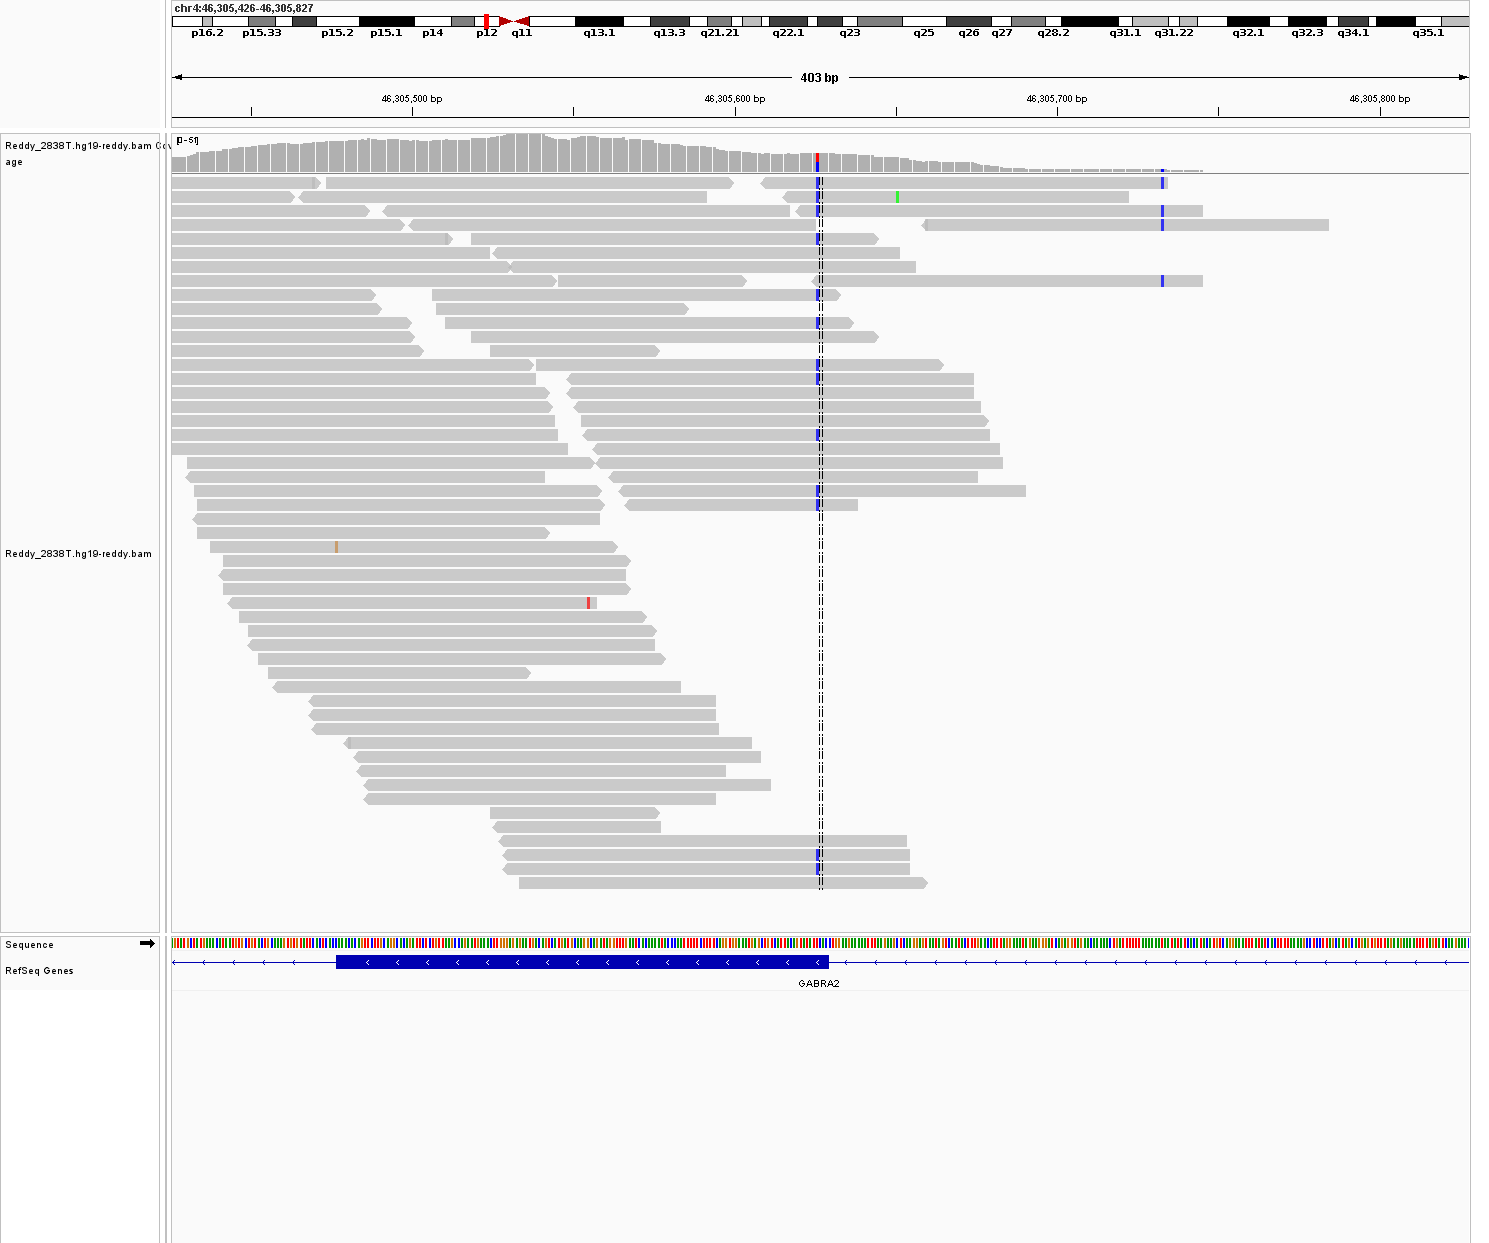 chr4:46,305,426-46,305,827
p16.2 p15.33 p15.2 p15.1 p14 p12 q11 q13.1 q13.3 q21.21 q22.1 q23 q25 q26 q27 q28.2 q31.1 q31.22 q32.1 q32.3 q34.1 q35.1
403 bp
46,305,500 bp 46,305,600 bp 46,305,700 bp 46,305,800 bp
[0-51]
Reddy_2838T.hg19-reddy.bam Cov
age
Reddy_2838T.hg19-reddy.bam
Sequence
RefSeq Genes
GABRA2